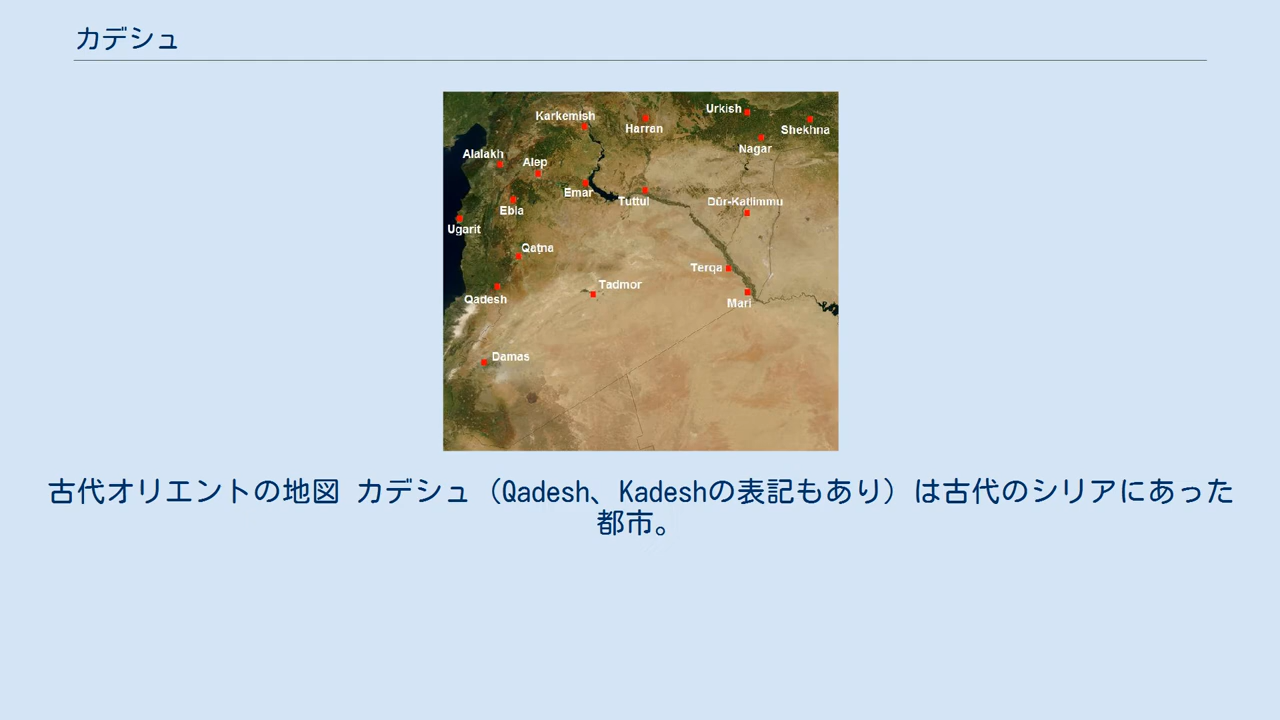 カデシュ
Karkemish
Harran
Urkish
Shekhna
Nagar
Alalakh
Alep
Emar
Tuttul
Dūr-Katlimmu
Ebla
Ugarit
Qaṭna
Terqa
Mari
Tadmor
Qadesh
Damas
古代オリエントの地図 カデシュ（Qadesh、Kadeshの表記もあり）は古代のシリアにあった
都市。